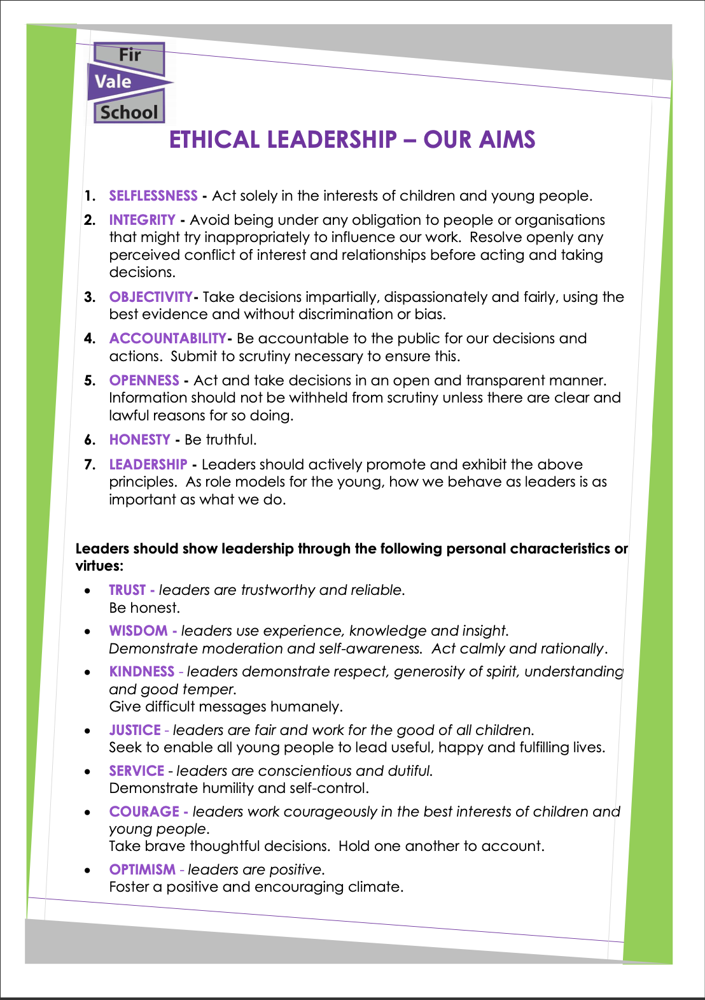 Fir
Vale
School
ETHICAL LEADERSHIP – OUR AIMS
1. SELFLESSNESS - Act solely in the interests of children and young people.
2. INTEGRITY - Avoid being under any obligation to people or organisations
that might try inappropriately to influence our work.  Resolve openly any
perceived conflict of interest and relationships before acting and taking
decisions.
3. OBJECTIVITY- Take decisions impartially, dispassionately and fairly, using the
best evidence and without discrimination or bias.
4. ACCOUNTABILITY- Be accountable to the public for our decisions and
actions.  Submit to scrutiny necessary to ensure this.
5. OPENNESS - Act and take decisions in an open and transparent manner.
Information should not be withheld from scrutiny unless there are clear and
lawful reasons for so doing.
6. HONESTY - Be truthful.
7. LEADERSHIP - Leaders should actively promote and exhibit the above
principles.  As role models for the young, how we behave as leaders is as
important as what we do.
Leaders should show leadership through the following personal characteristics or
virtues:
• TRUST - leaders are trustworthy and reliable.
Be honest.
• WISDOM - leaders use experience, knowledge and insight.
Demonstrate moderation and self-awareness.  Act calmly and rationally.
• KINDNESS - leaders demonstrate respect, generosity of spirit, understanding
and good temper.
Give difficult messages humanely.
• JUSTICE - leaders are fair and work for the good of all children.
Seek to enable all young people to lead useful, happy and fulfilling lives.
• SERVICE - leaders are conscientious and dutiful.
Demonstrate humility and self-control.
• COURAGE - leaders work courageously in the best interests of children and
young people.
Take brave thoughtful decisions.  Hold one another to account.
• OPTIMISM - leaders are positive.
Foster a positive and encouraging climate.